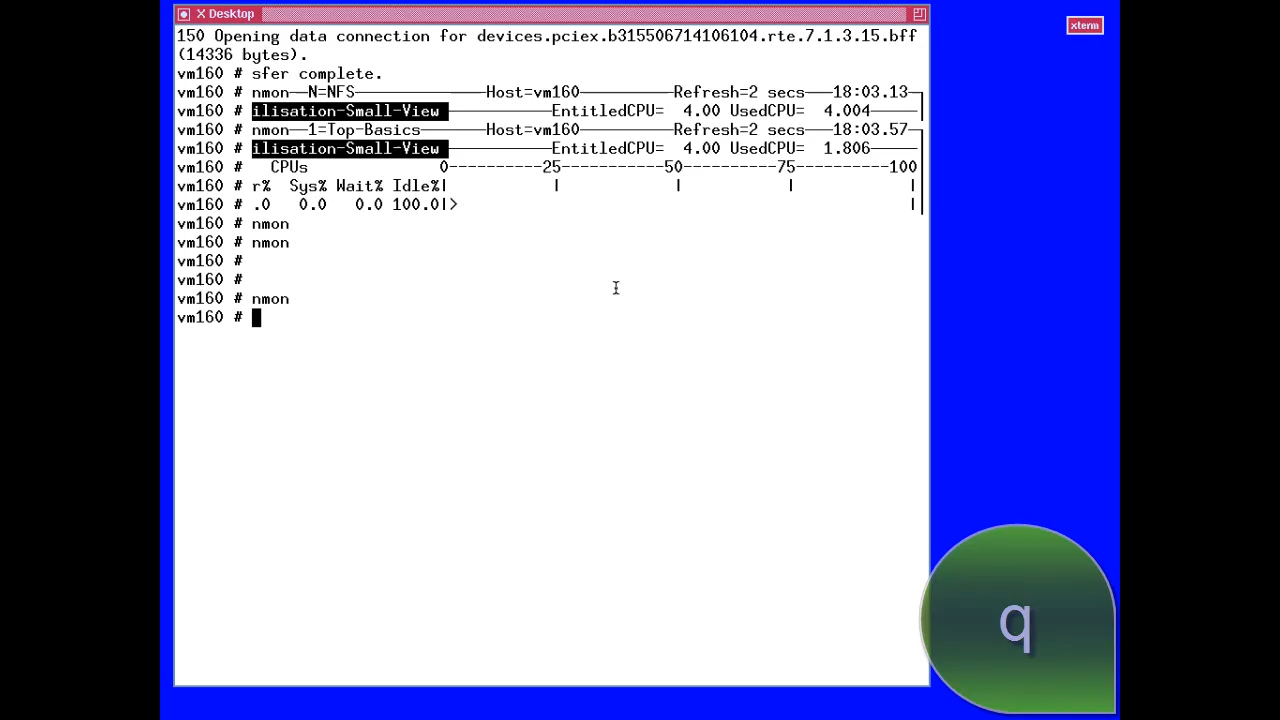 X Desktop
xterm
150 Opening data connection for devices.pciex.b315506714106104.rte.7.1.3.15.bff
(14336 bytes).
vm160 # sfer complete.
vm160 # nmon──N=NFS──────────────Host=vm160──────────Refresh=2 secs───18:03.13─┐
vm160 # ilisation-Small-View ───────────EntitledCPU=  4.00 UsedCPU=  4.004─────
vm160 # nmon──1=Top-Basics───────Host=vm160──────────Refresh=2 secs───18:03.57─┐
vm160 # ilisation-Small-View ───────────EntitledCPU=  4.00 UsedCPU=  1.806─────
vm160 #   CPUs              0-----------25-----------50----------75----------100
vm160 # r%  Sys% Wait% Idle%|           |            |           |            |
vm160 # .0   0.0   0.0 100.0|>                                                |
vm160 # nmon
vm160 # nmon
vm160 #
vm160 #
vm160 # nmon
vm160 #
q